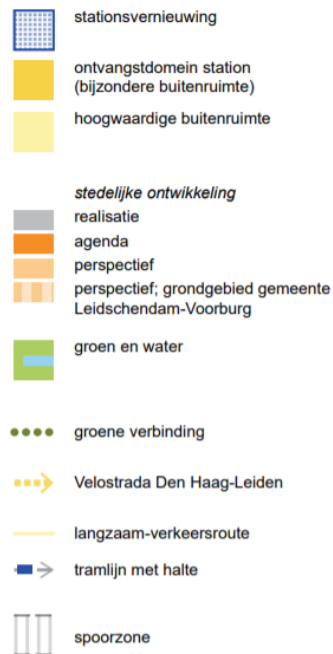 stationsvernieuwing
ontvangstdomein station
(bijzondere buitenruimte)
hoogwaardige buitenruimte
stedelijke ontwikkeling
realisatie
agenda
perspectief
perspectief; grondgebied gemeente
Leidschendam-Voorburg
groen en water
groene verbinding
Velostrada Den Haag-Leiden
langzaam-verkeersroute
tramlijn met halte
spoorzone